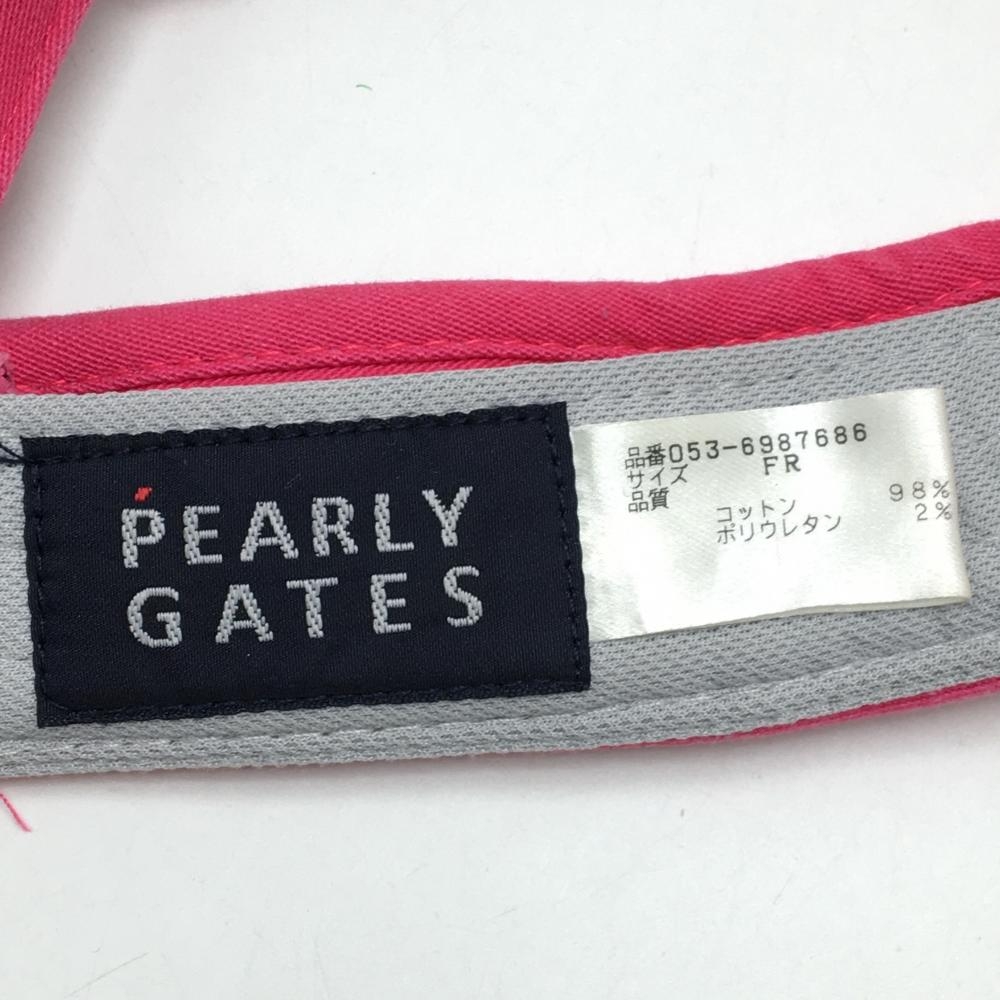 PEARLY
GATES
品番053-6987686
サイズ FR
品質
コットン 98%
ポリウレタン 2%